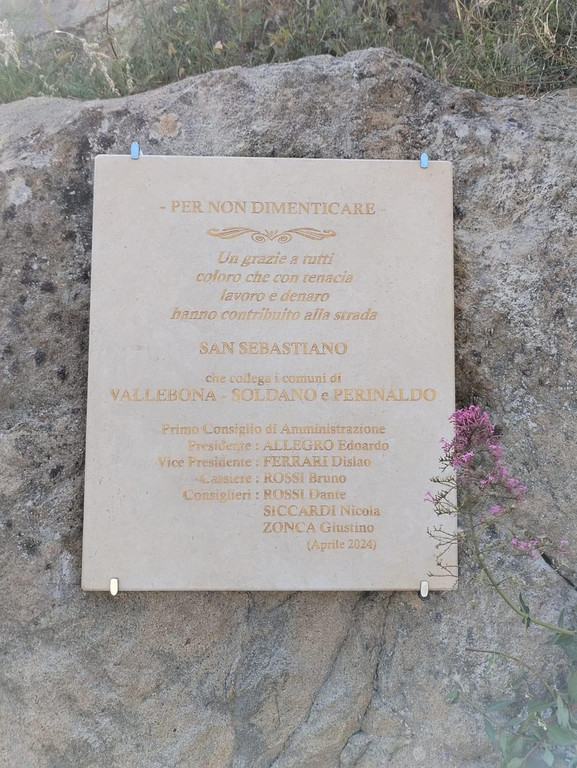 - PER NON DIMENTICARE -
Un grazie a tutti
coloro che con tenacia
lavoro e denaro
hanno contribuito alla strada
SAN SEBASTIANO
che collega i comuni di
VALLEBONA - SOLDANO e PERINALDO
Primo Consiglio di Amministrazione
Presidente : ALLEGRO Edoardo
Vice Presidente : FERRARI Dislao
Cassiere : ROSSI Bruno
Consiglieri : ROSSI Dante
SICCARDI Nicola
ZONCA Giustino
(Aprile 2024)